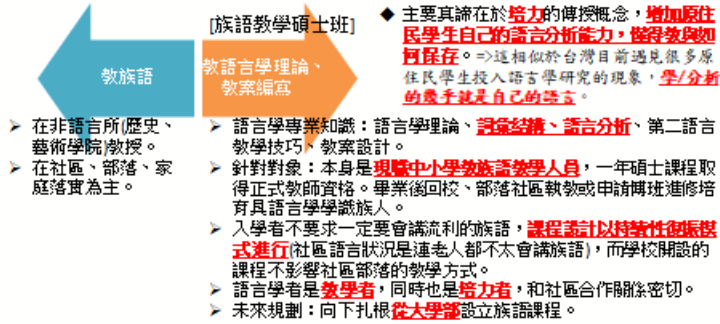 [族語教學碩士班]
教族語
教語言學理論、
教案編寫
◆ 主要真諦在於培力的傳授概念，增加原住
民學生自己的語言分析能力，懂得教與如
何保存。=>這相似於台灣目前遇見很多原
住民學生投入語言學研究的現象，學/分析
的幾乎就是自己的語言。
➢ 在非語言所(歷史、
藝術學院)教授。
➢ 在社區、部落、家
庭落實為主。
➢ 語言學專業知識：語言學理論、詞彙結構、語言分析、第二語言
教學技巧、教案設計。
➢ 針對對象：本身是現職中小學教族語教學人員，一年碩士課程取
得正式教師資格。畢業後回校、部落社區執教或申請博班進修培
育具語言學學識族人。
➢ 入學者不要求一定要會講流利的族語，課程設計以持續性復振模
式進行(社區語言狀況是連老人都不太會講族語)，而學校開設的
課程不影響社區部落的教學方式。
➢ 語言學者是教學者，同時也是培力者，和社區合作關係密切。
➢ 未來規劃：向下扎根從大學部設立族語課程。